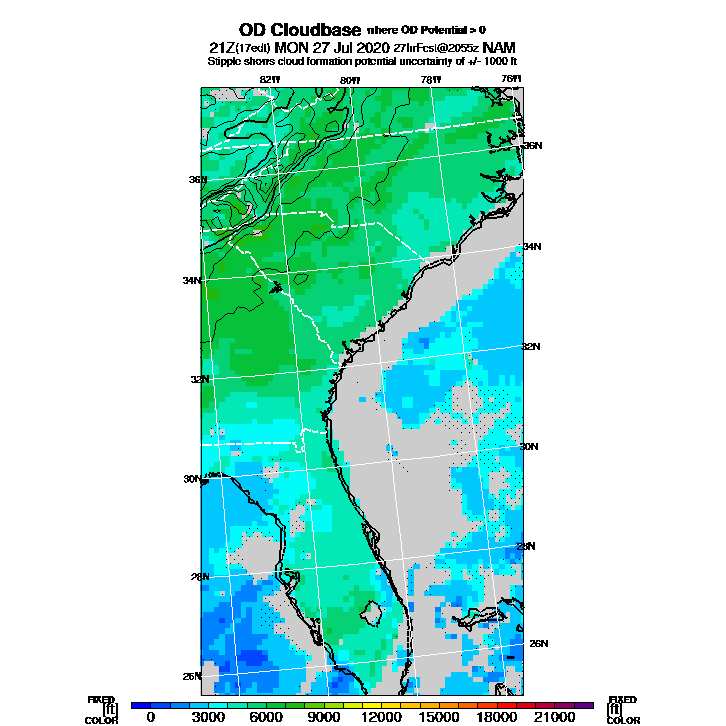 OD Cloudbase where OD Potential > 0
21Z(17edt) MON 27 Jul 2020 27hrFcst@2055z NAM
Stipple shows cloud formation potential uncertainty of +/- 1000 ft
82W 80W 78W 76W
36N
36N
34N
34N
32N
32N
30N
30N
28N
28N
26N
26N
FIXED FIXED
[ft] [ft]
COLOR COLOR
0 3000 6000 9000 12000 15000 18000 21000